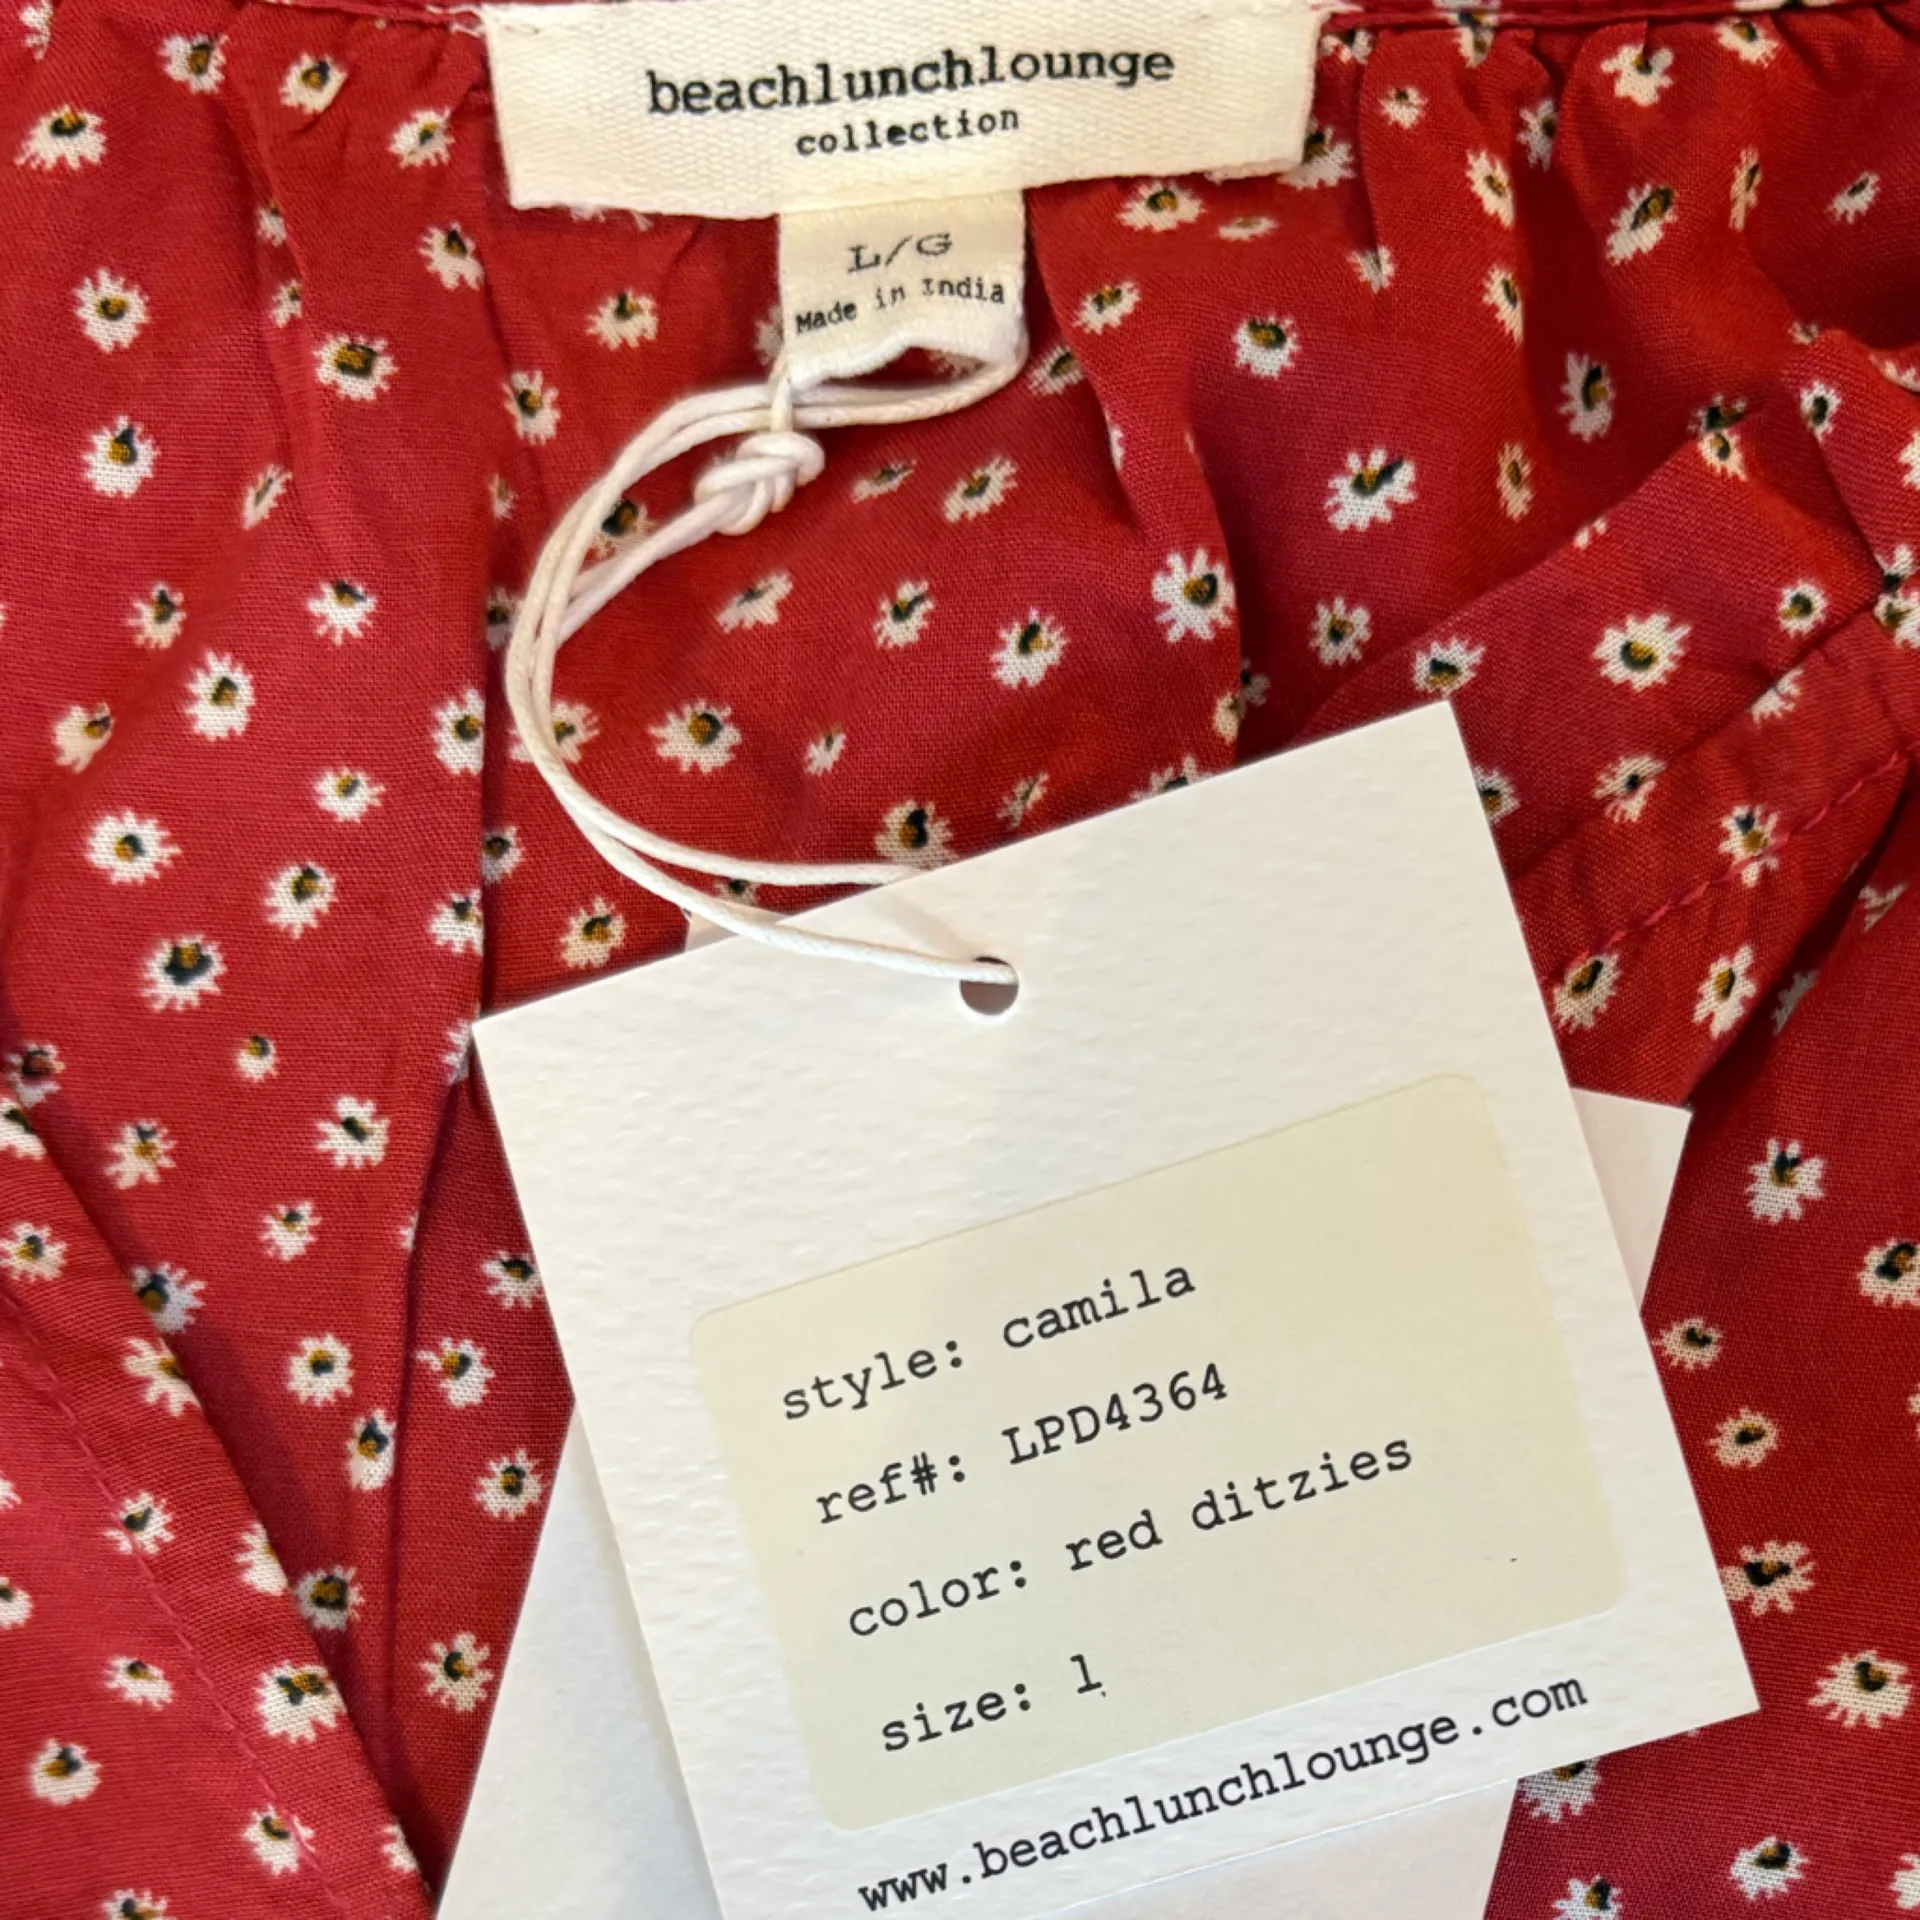 beachlunchlounge
collection
L/G
Made in India
style: camila
ref#: LPD4364
color: red ditzies
size: l
www.beachlunchlounge.com